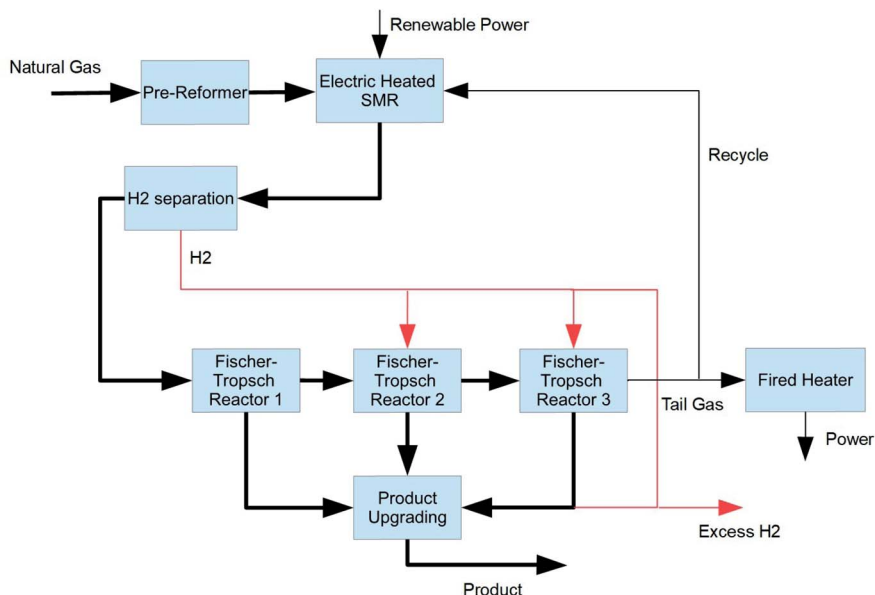 Renewable Power
Natural Gas
Pre-Reformer
Electric Heated
SMR
Recycle
H2 separation
H2
Fischer-
Tropsch
Reactor 1
Fischer-
Tropsch
Reactor 2
Fischer-
Tropsch
Reactor 3
Fired Heater
Tail Gas
Power
Product
Upgrading
Excess H2
Product